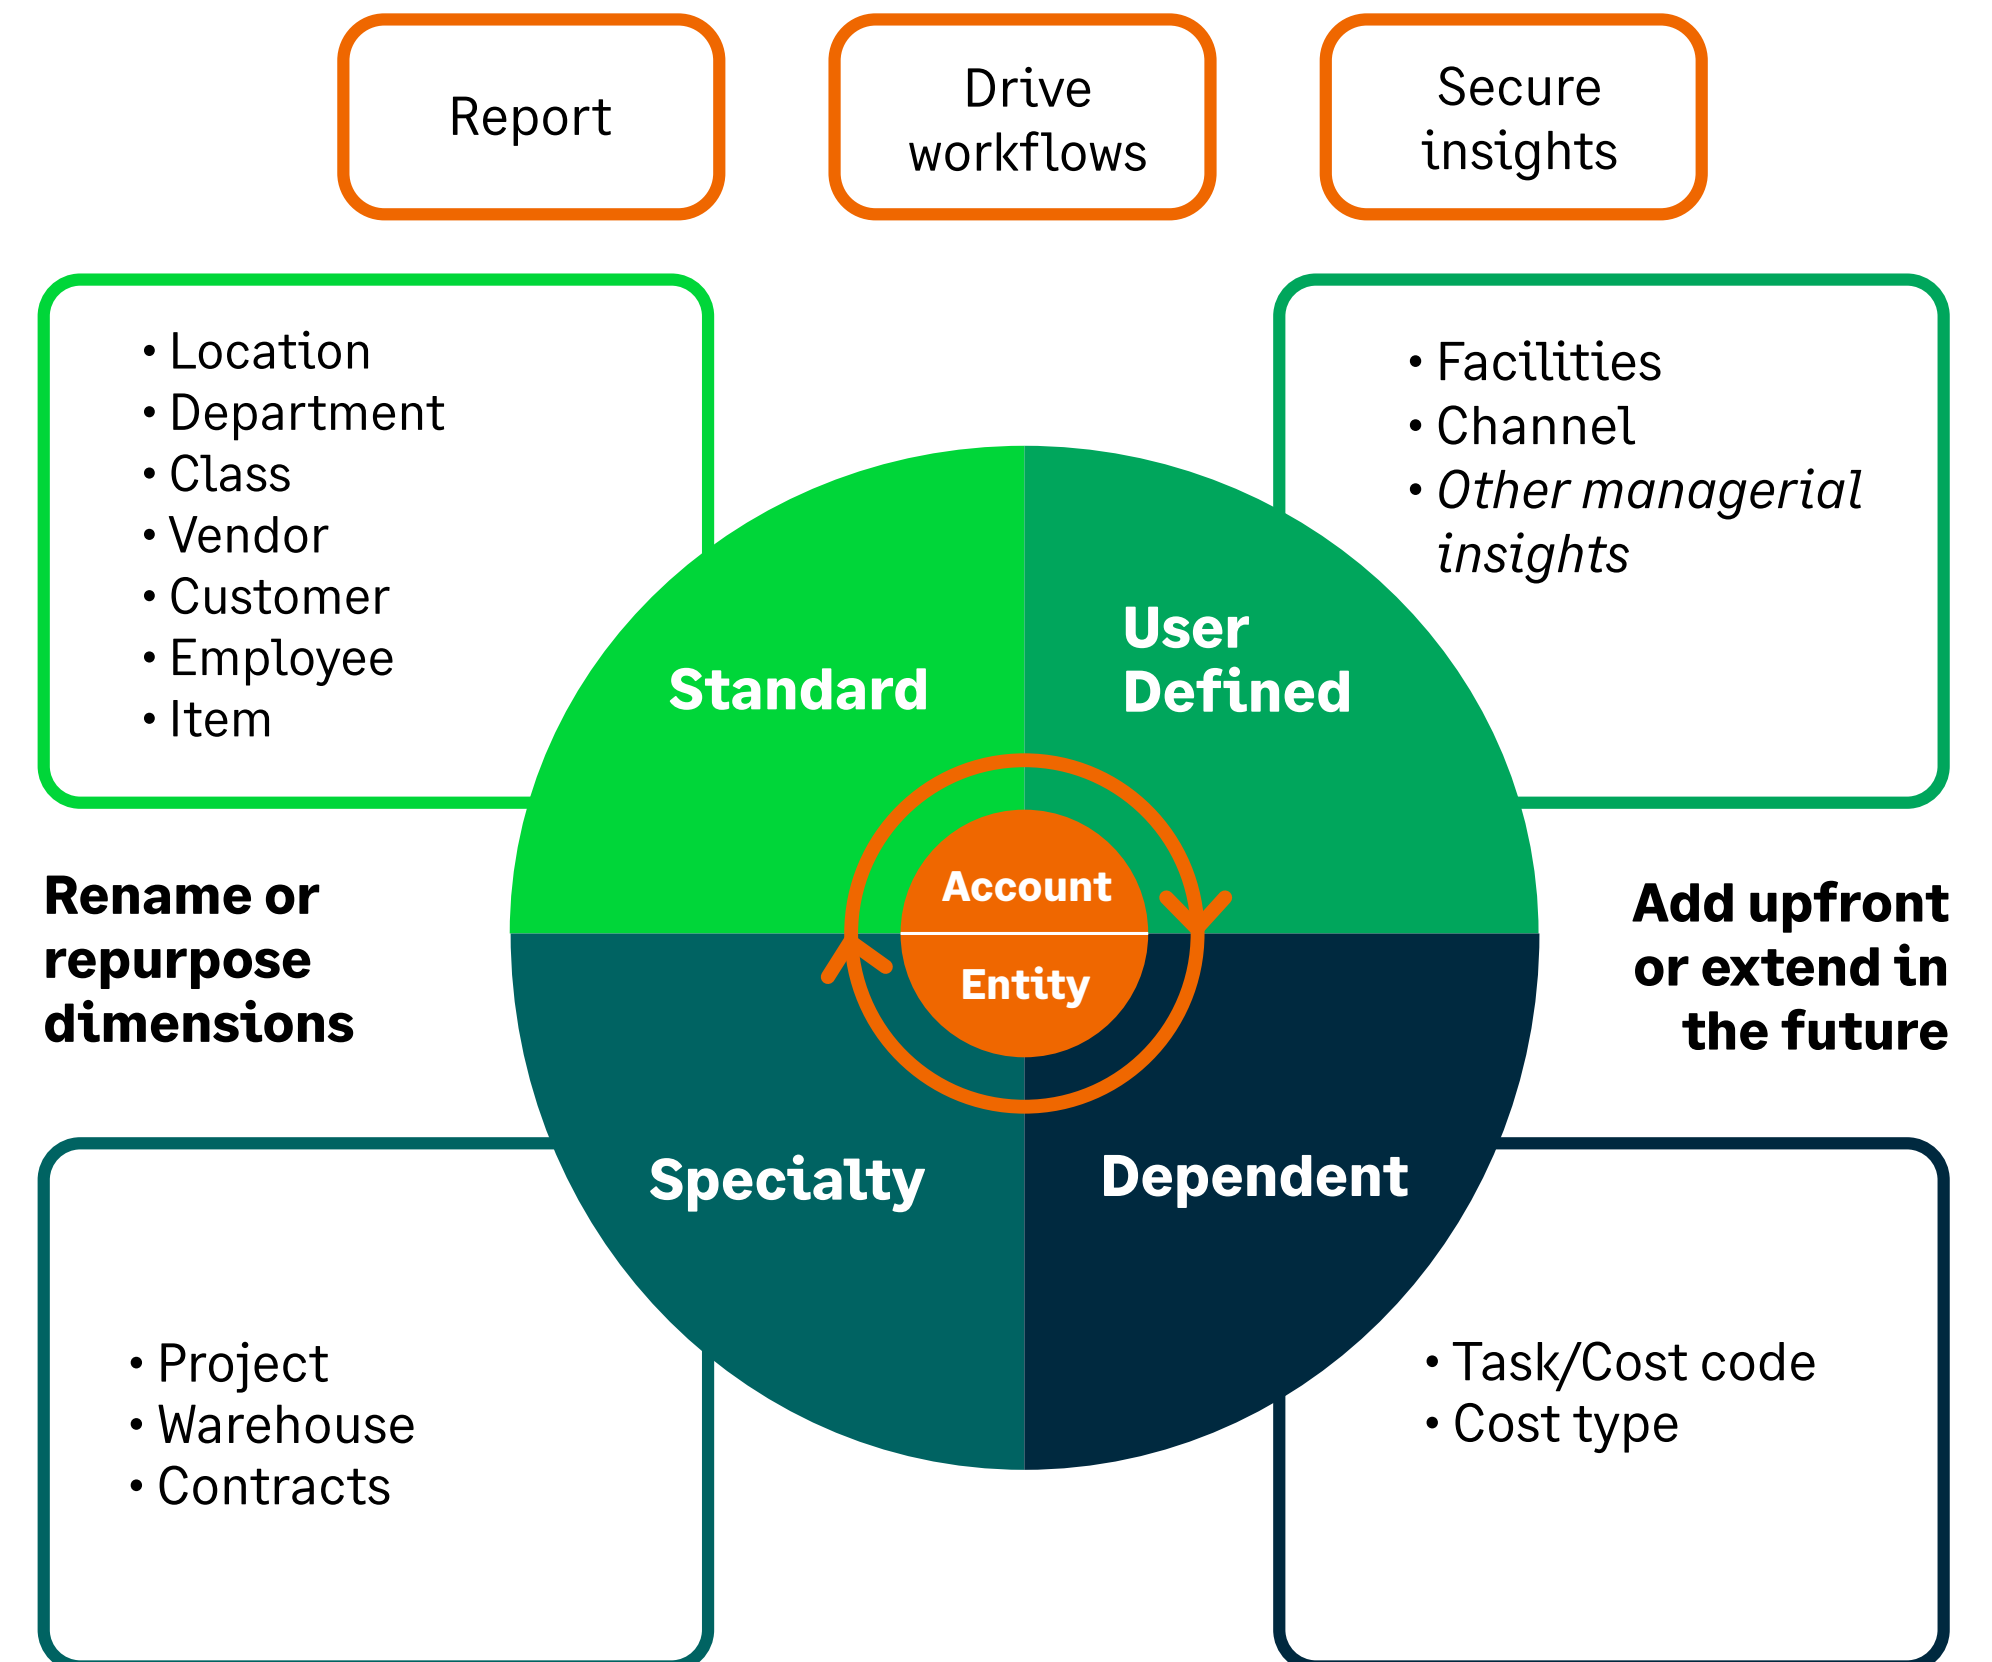 Report
Drive
workflows
Secure
insights
• Location
• Department
• Class
• Vendor
• Customer
• Employee
• Item
• Facilities
• Channel
• Other managerial
insights
Standard
User
Defined
Account
Entity
Rename or
repurpose
dimensions
Add upfront
or extend in
the future
Specialty
Dependent
• Project
• Warehouse
• Contracts
• Task/Cost code
• Cost type